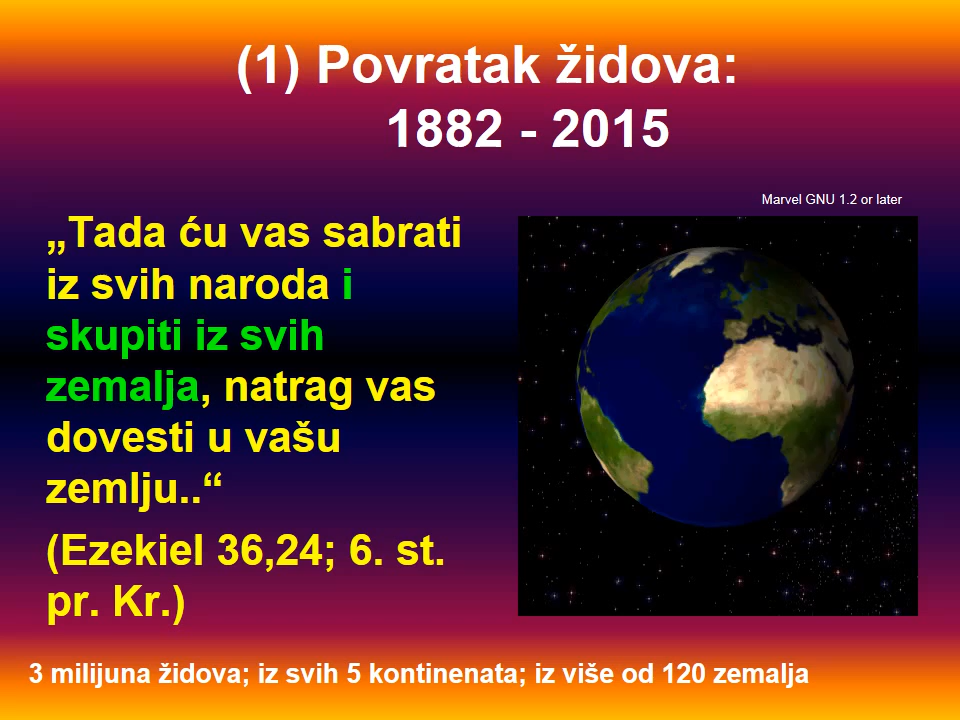 (1) Povratak židova:
1882 - 2015
Marvel GNU 1.2 or later
„Tada ću vas sabrati
iz svih naroda i
skupiti iz svih
zemalja, natrag vas
dovesti u vašu
zemlju..“
(Ezekiel 36,24; 6. st.
pr. Kr.)
3 milijuna židova; iz svih 5 kontinenata; iz više od 120 zemalja